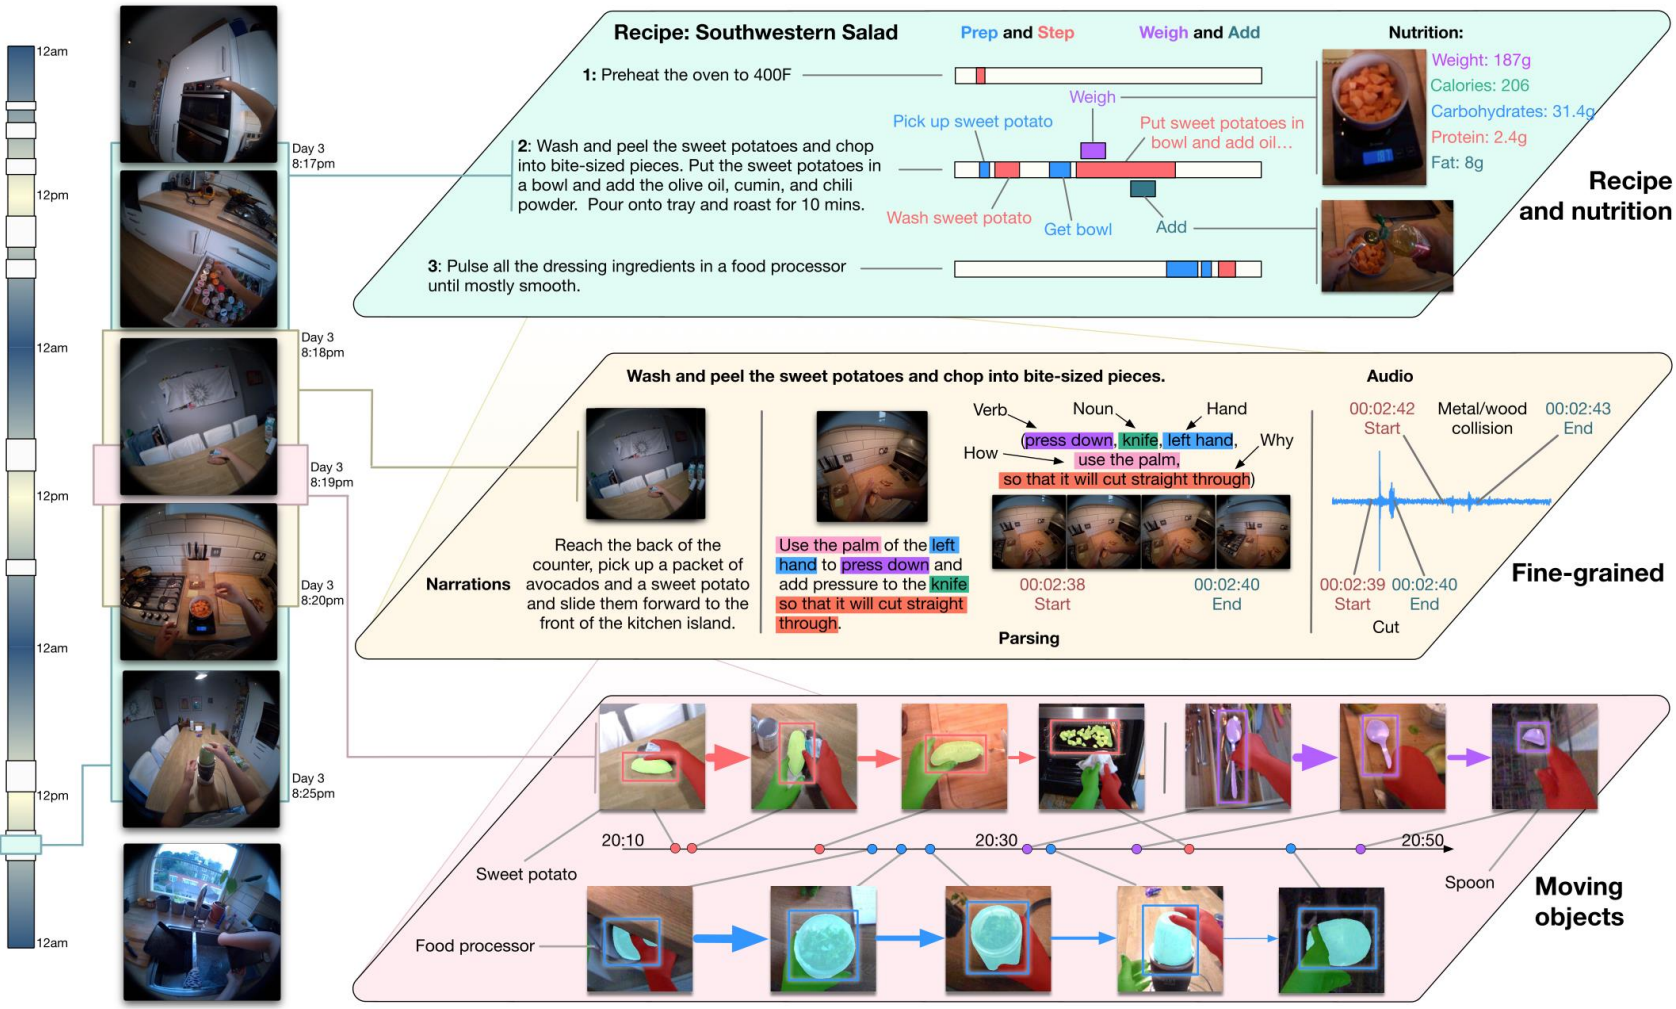 12am
12pm
12am
12pm
12am
12pm
12am
Day 3
8:17pm
Day 3
8:18pm
Day 3
8:19pm
Day 3
8:20pm
Day 3
8:25pm
Recipe: Southwestern Salad
Prep and Step
Weigh and Add
Nutrition:
1: Preheat the oven to 400F
Weigh
Pick up sweet potato
Put sweet potatoes in
bowl and add oil...
2: Wash and peel the sweet potatoes and chop
into bite-sized pieces. Put the sweet potatoes in
a bowl and add the olive oil, cumin, and chili
powder. Pour onto tray and roast for 10 mins.
Wash sweet potato
Get bowl
Add
3: Pulse all the dressing ingredients in a food processor
until mostly smooth.
Weight: 187g
Calories: 206
Carbohydrates: 31.4g
Protein: 2.4g
Fat: 8g
Recipe
and nutrition
Wash and peel the sweet potatoes and chop into bite-sized pieces.
Audio
Narrations
Reach the back of the
counter, pick up a packet of
avocados and a sweet potato
and slide them forward to the
front of the kitchen island.
Use the palm of the left
hand to press down and
add pressure to the knife
so that it will cut straight
through.
Verb
Noun
Hand
(press down, knife, left hand,
Why
How
use the palm,
so that it will cut straight through)
00:02:38
Start
00:02:40
End
Parsing
00:02:42
Start
Metal/wood
collision
00:02:43
End
00:02:39
Start
00:02:40
End
Cut
Fine-grained
20:10
20:30
20:50
Sweet potato
Spoon
Food processor
Moving
objects